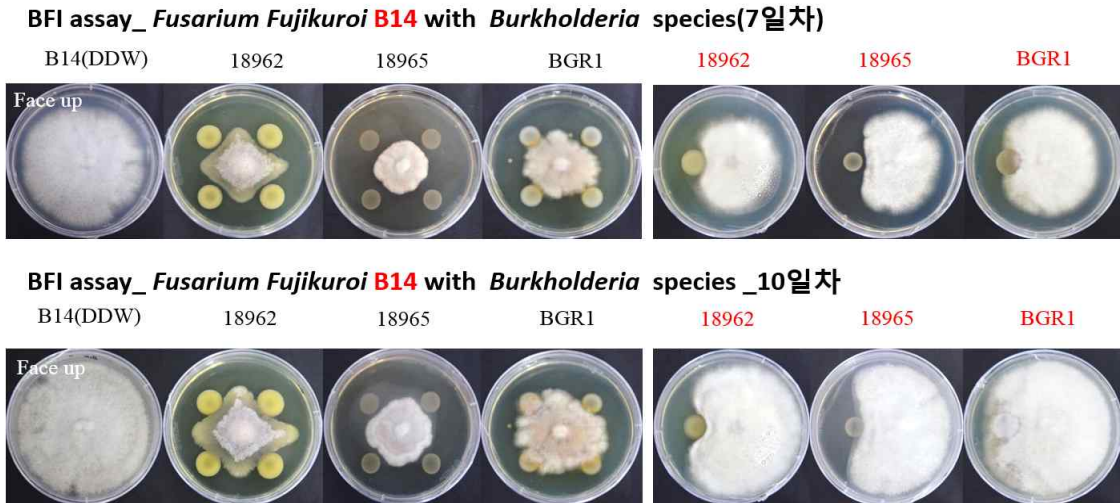 BFI assay_ Fusarium Fujikuroi B14 with Burkholderia species(7일차)
B14(DDW) 18962 18965 BGR1 18962 18965 BGR1
Face up
BFI assay_ Fusarium Fujikuroi B14 with Burkholderia species _10일차
B14(DDW) 18962 18965 BGR1 18962 18965 BGR1
Face up